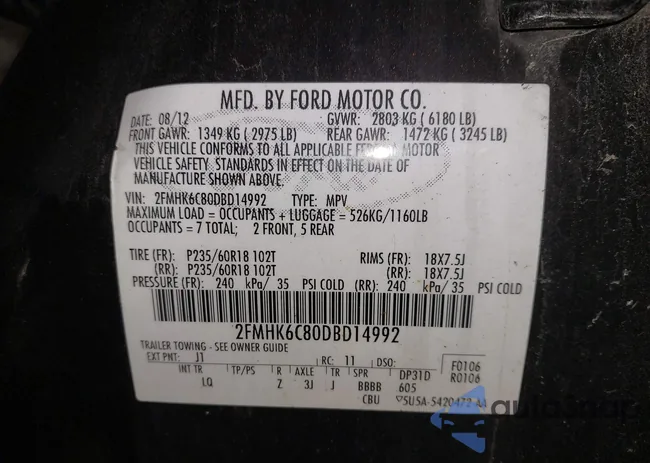 MFD. BY FORD MOTOR CO.
DATE: 08/12 GVWR: 2803 KG ( 6180 LB)
FRONT GAWR: 1349 KG ( 2975 LB) REAR GAWR: 1472 KG ( 3245 LB)
THIS VEHICLE CONFORMS TO ALL APPLICABLE FEDERAL MOTOR
VEHICLE SAFETY STANDARDS IN EFFECT ON THE DATE OF
MANUFACTURE SHOWN ABOVE.
VIN: 2FMHK6C80DBD14992 TYPE: MPV
MAXIMUM LOAD = OCCUPANTS + LUGGAGE = 526KG/1160LB
OCCUPANTS = 7 TOTAL; 2 FRONT, 5 REAR
TIRE (FR): P235/60R18 102T RIMS (FR): 18X7.5J
(RR): P235/60R18 102T (RR): 18X7.5J
PRESSURE (FR): 240 kPa/ 35 PSI COLD (RR): 240 kPa/ 35 PSI COLD
2FMHK6C80DBD14992
TRAILER TOWING - SEE OWNER GUIDE
EXT PNT: J1 RC: 11 DSO: F0106
INT TR TP/PS R AXLE TR SPR DP31D R0106
LQ Z 3J J BBBB 605
CBU 5U5A-5420472-AA